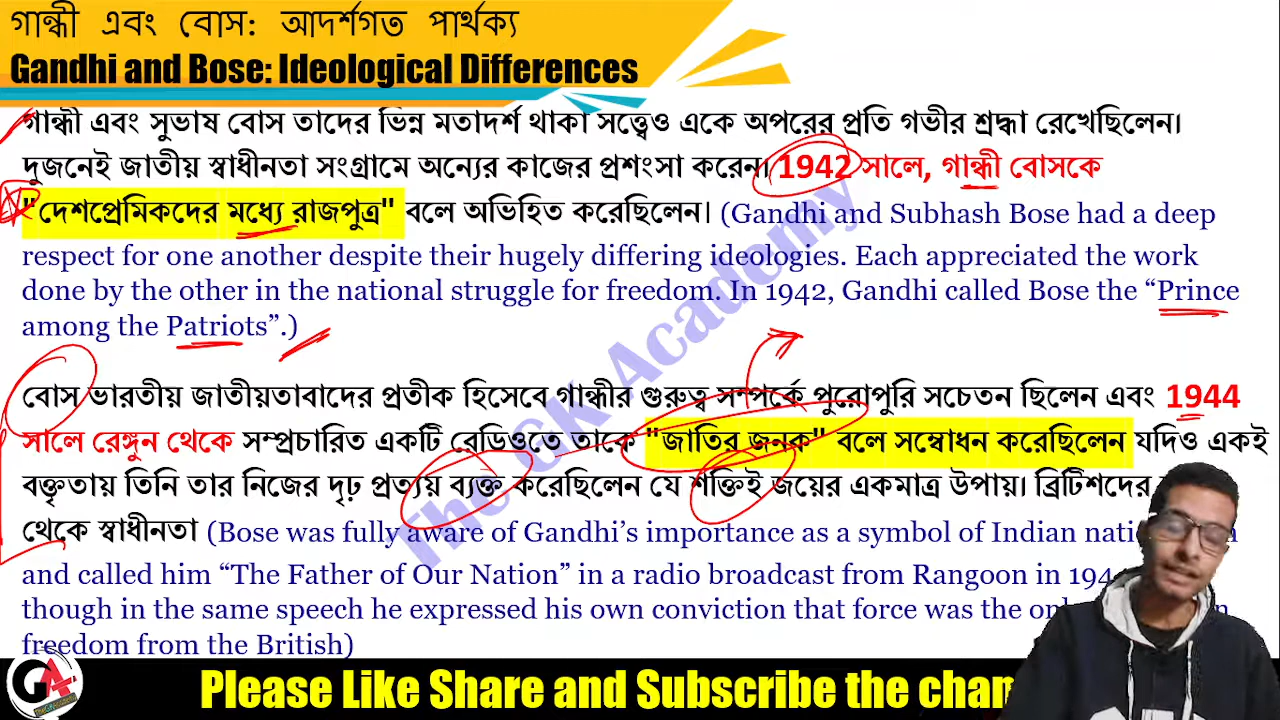 গান্ধী এবং বোস: আদর্শগত পার্থক্য
Gandhi and Bose: Ideological Differences
গান্ধী এবং সুভাষ বোস তাদের ভিন্ন মতাদর্শ থাকা সত্ত্বেও একে অপরের প্রতি গভীর শ্রদ্ধা রেখেছিলেন।
দুজনেই জাতীয় স্বাধীনতা সংগ্রামে অন্যের কাজের প্রশংসা করেন। 1942 সালে, গান্ধী বোসকে
"দেশপ্রেমিকদের মধ্যে রাজপুত্র" বলে অভিহিত করেছিলেন। (Gandhi and Subhash Bose had a deep
respect for one another despite their hugely differing ideologies. Each appreciated the work
done by the other in the national struggle for freedom. In 1942, Gandhi called Bose the “Prince
among the Patriots”.)
বোস ভারতীয় জাতীয়তাবাদের প্রতীক হিসেবে গান্ধীর গুরুত্ব সম্পর্কে পুরোপুরি সচেতন ছিলেন এবং 1944
সালে রেঙ্গুন থেকে সম্প্রচারিত একটি রেডিওতে তাকে "জাতির জনক" বলে সম্বোধন করেছিলেন যদিও একই
বক্তৃতায় তিনি তার নিজের দৃঢ় প্রত্যয় ব্যক্ত করেছিলেন যে শক্তিই জয়ের একমাত্র উপায়। ব্রিটিশদের
থেকে স্বাধীনতা (Bose was fully aware of Gandhi’s importance as a symbol of Indian
and called him “The Father of Our Nation” in a radio broadcast from Rangoon in
though in the same speech he expressed his own conviction that force was the
freedom from the British)
The GK Academy
GA
Please Like Share and Subscribe the